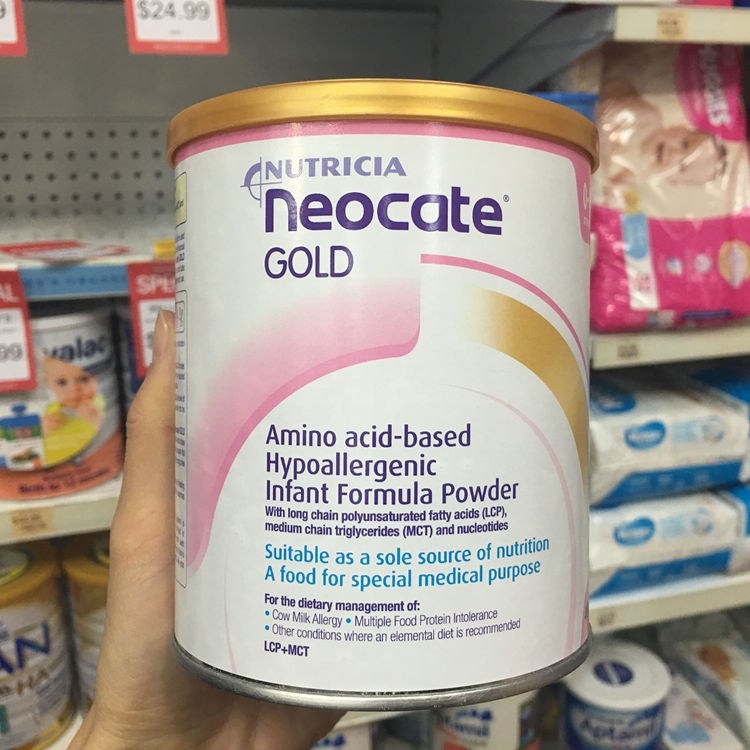 $24.99
NUTRICIA
neocate®
GOLD
Amino acid-based
Hypoallergenic
Infant Formula Powder
With long chain polyunsaturated fatty acids (LCP),
medium chain triglycerides (MCT) and nucleotides
Suitable as a sole source of nutrition
A food for special medical purpose
For the dietary management of:
• Cow Milk Allergy • Multiple Food Protein Intolerance
• Other conditions where an elemental diet is recommended
LCP+MCT
HUGGIES
Aptamil